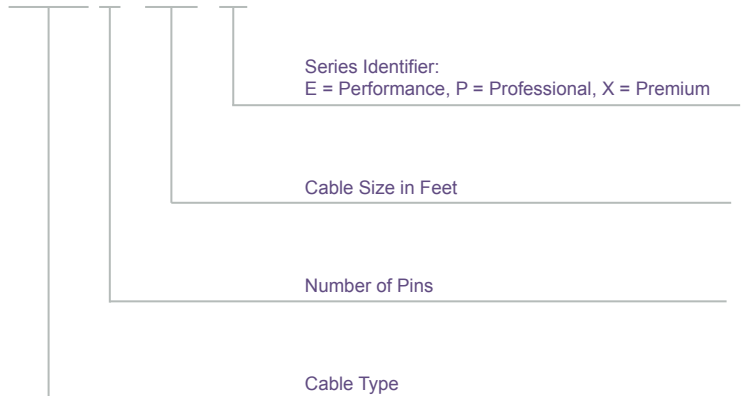 Series Identifier:
E = Performance, P = Professional, X = Premium
Cable Size in Feet
Number of Pins
Cable Type